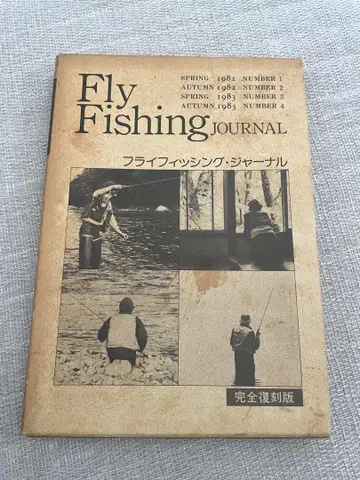 Fly
Fishing JOURNAL
SPRING 1982 NUMBER 1
AUTUMN 1982 NUMBER 2
SPRING 1983 NUMBER 3
AUTUMN 1983 NUMBER 4
フライフィッシング・ジャーナル
完全復刻版